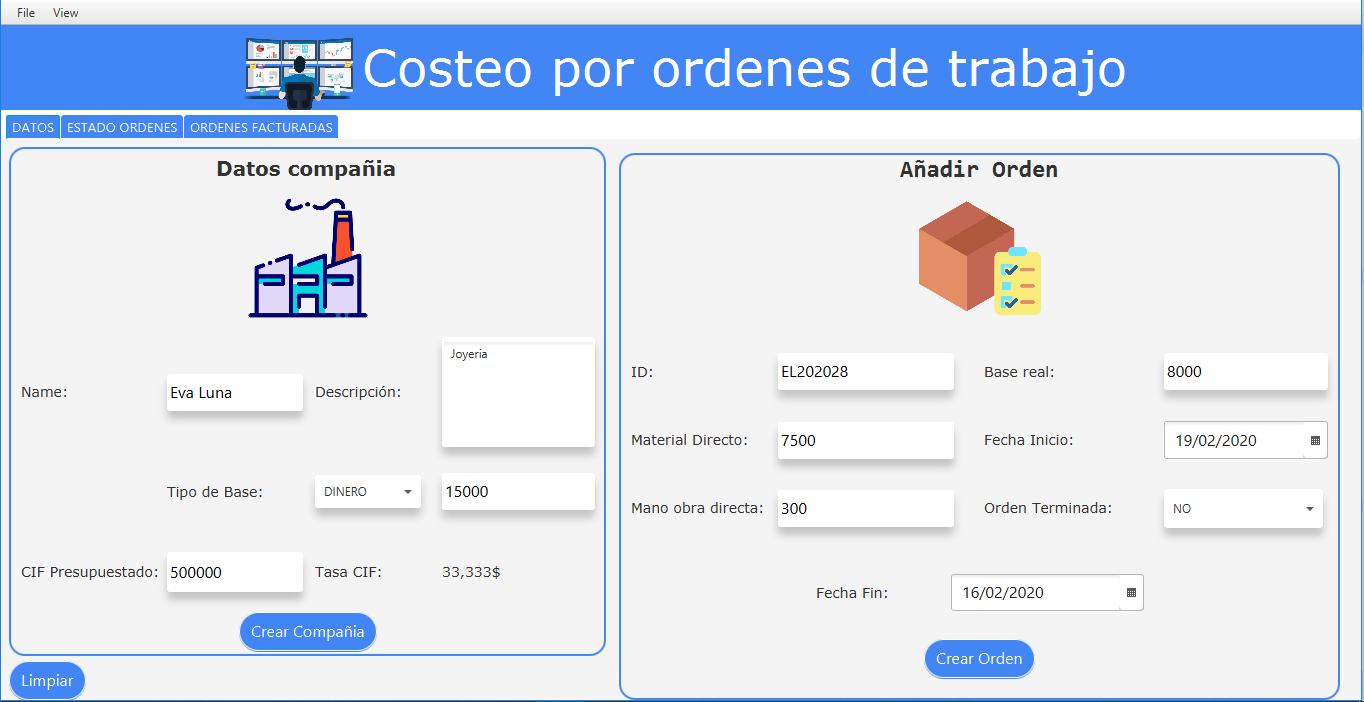 File View
Costeo por ordenes de trabajo
DATOS ESTADO ORDENES ORDENES FACTURADAS
Datos compañia
Joyeria
Name: Eva Luna Descripción:
Tipo de Base: DINERO 15000
CIF Presupuestado: 500000 Tasa CIF: 33,333$
Crear Compañia
Limpiar
Añadir Orden
ID: EL202028 Base real: 8000
Material Directo: 7500 Fecha Inicio: 19/02/2020
Mano obra directa: 300 Orden Terminada: NO
Fecha Fin: 16/02/2020
Crear Orden